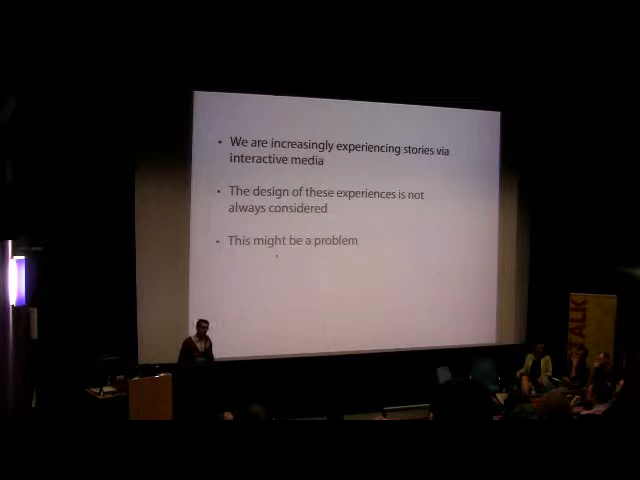 • We are increasingly experiencing stories via
interactive media
• The design of these experiences is not
always considered
• This might be a problem
TALK